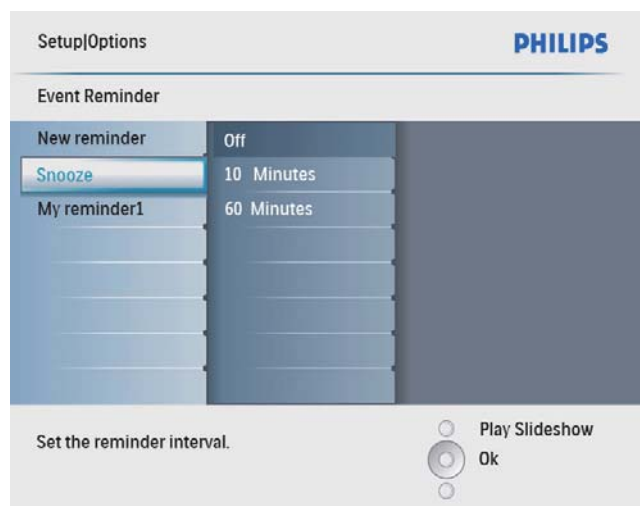 Setup|Options
PHILIPS
Event Reminder
New reminder
Off
Snooze
10 Minutes
My reminder1
60 Minutes
Set the reminder interval.
Play Slideshow
Ok